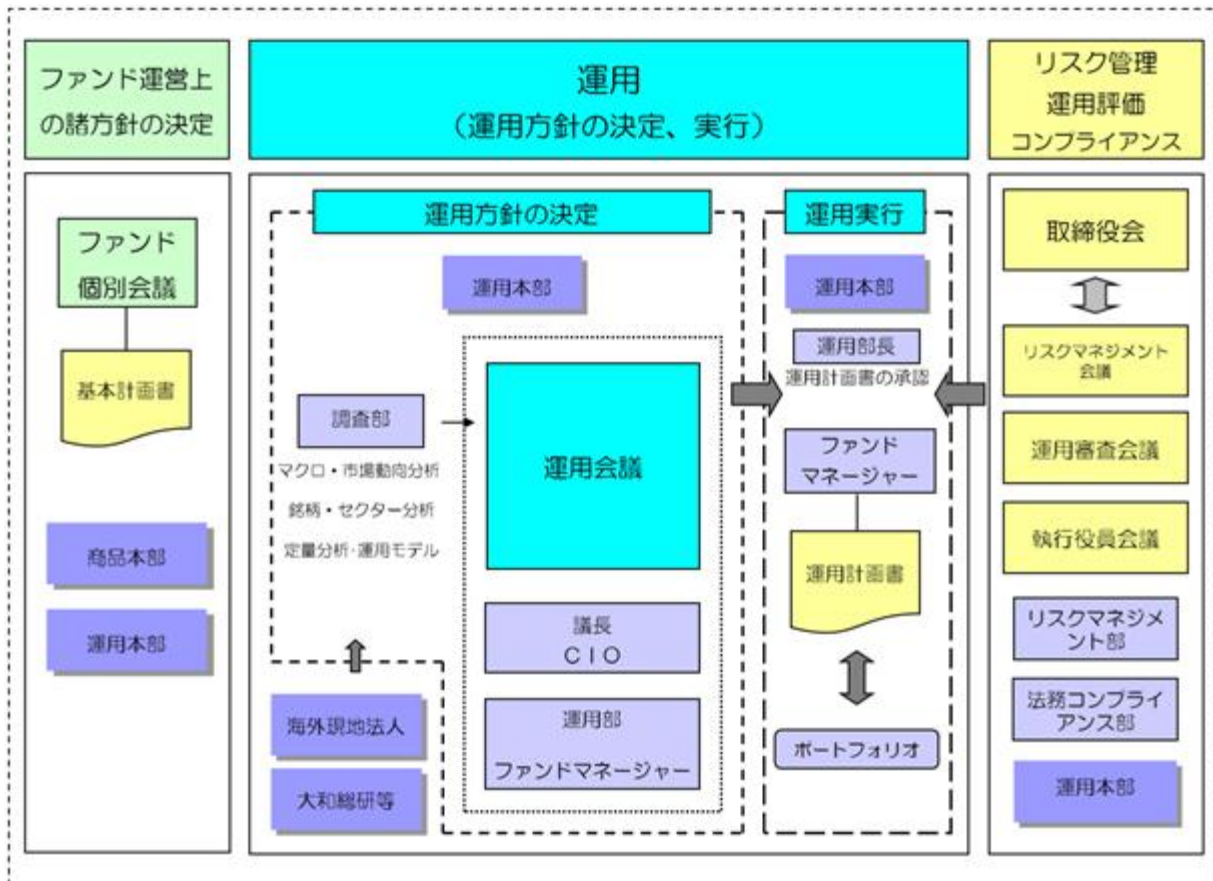 ファンド運営上
の諸方針の決定
運用
(運用方針の決定、実行)
リスク管理
運用評価
コンプライアンス
ファンド
個別会議
基本計画書
商品本部
運用本部
運用方針の決定
運用本部
調査部
マクロ・市場動向分析
銘柄・セクター分析
定量分析・運用モデル
運用会議
議長
CIO
運用部
ファンドマネージャー
海外現地法人
大和総研等
運用実行
運用本部
運用部長
運用計画書の承認
ファンド
マネージャー
運用計画書
ポートフォリオ
取締役会
リスクマネジメント
会議
運用審査会議
執行役員会議
リスクマネジメ
ント部
法務コンプライ
アンス部
運用本部